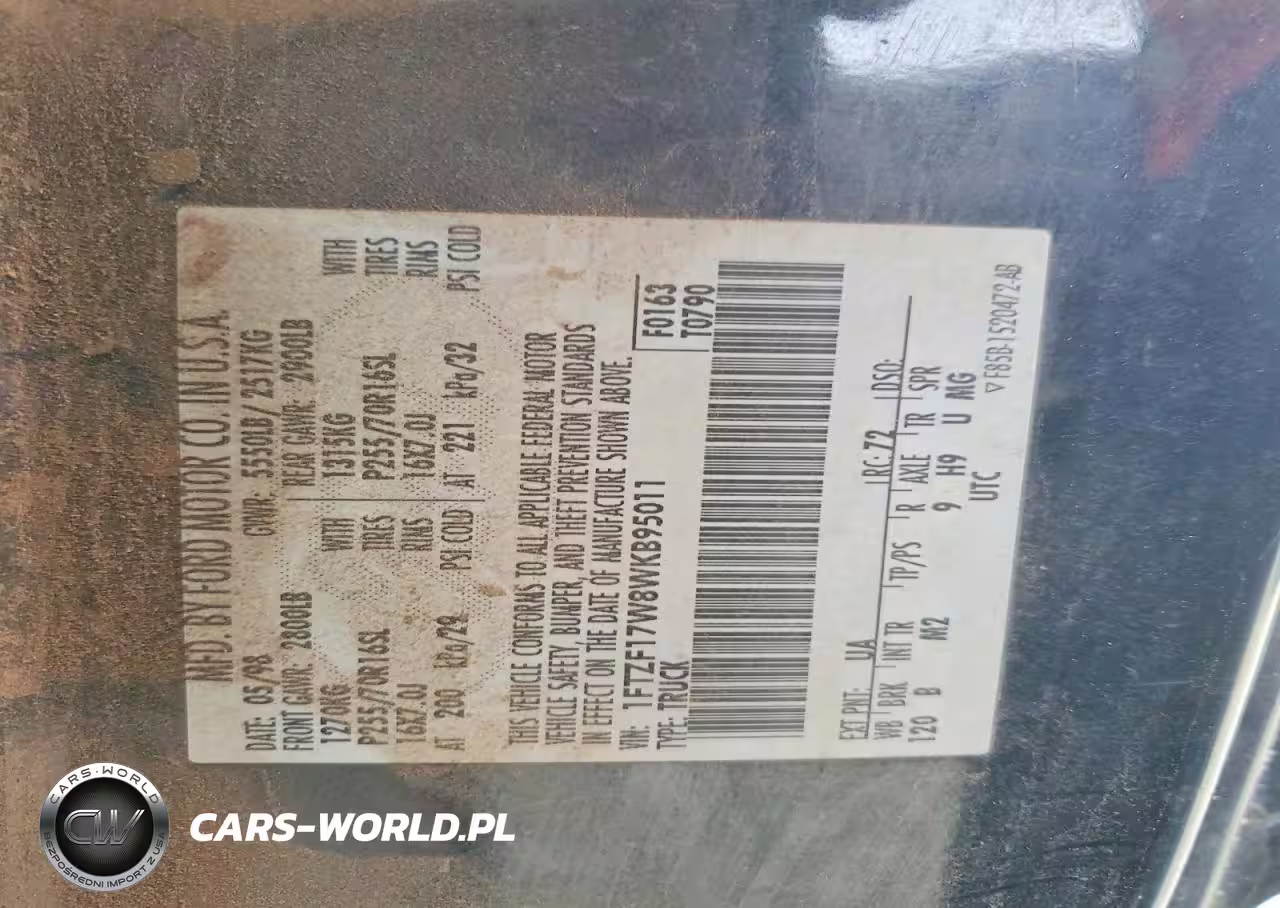 MFD. BY FORD MOTOR CO. IN U.S.A.
DATE: 05/98 GVWR: 5550LB/ 2517KG
FRONT GAWR: 2800LB REAR GAWR: 2900LB
1270KG WITH 1315KG WITH
P255/70R16SL TIRES P255/70R16SL TIRES
16X7.0J RIMS 16X7.0J RIMS
AT 200 kPa/29 PSI COLD AT 221 kPa/32 PSI COLD
THIS VEHICLE CONFORMS TO ALL APPLICABLE FEDERAL MOTOR
VEHICLE SAFETY, BUMPER, AND THEFT PREVENTION STANDARDS
IN EFFECT ON THE DATE OF MANUFACTURE SHOWN ABOVE.
VIN: 1FTZF17W8WKB95011 F0163
TYPE: TRUCK T0790
EXT PNT: UA RC: 72 DSO:
WB BRK INT TR TP/PS R AXLE TR SPR
120 B M2 9 H9 U MG
UTC
▽ F85B-1520472-AB
CARS-WORLD
CW
BEZPOŚREDNI IMPORT Z USA
CARS-WORLD.PL